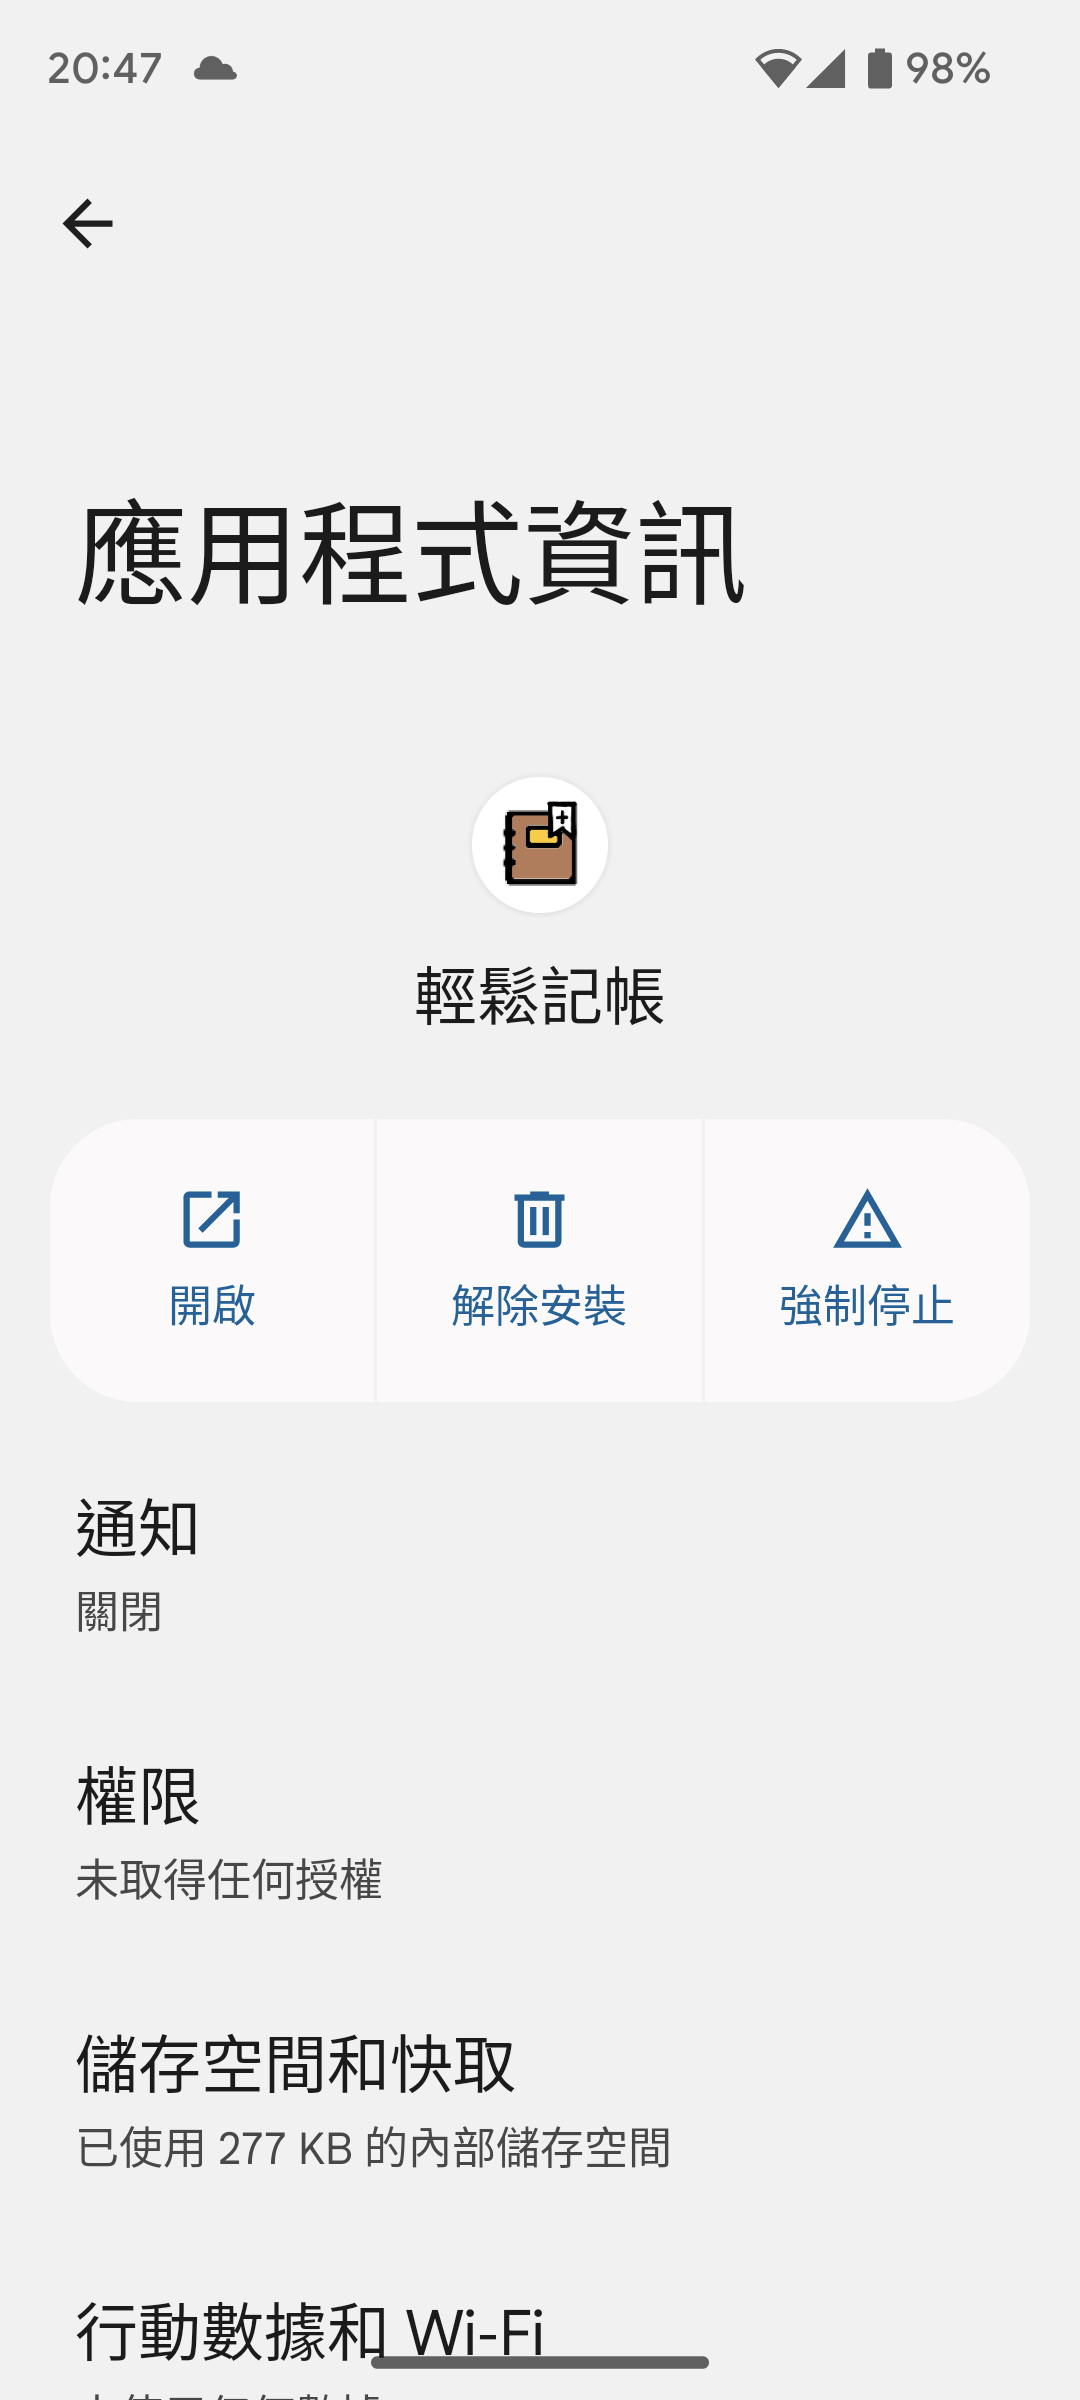 20:47
98%
應用程式資訊
輕鬆記帳
開啟
解除安裝
強制停止
通知
關閉
權限
未取得任何授權
儲存空間和快取
已使用 277 KB 的內部儲存空間
行動數據和 Wi-Fi